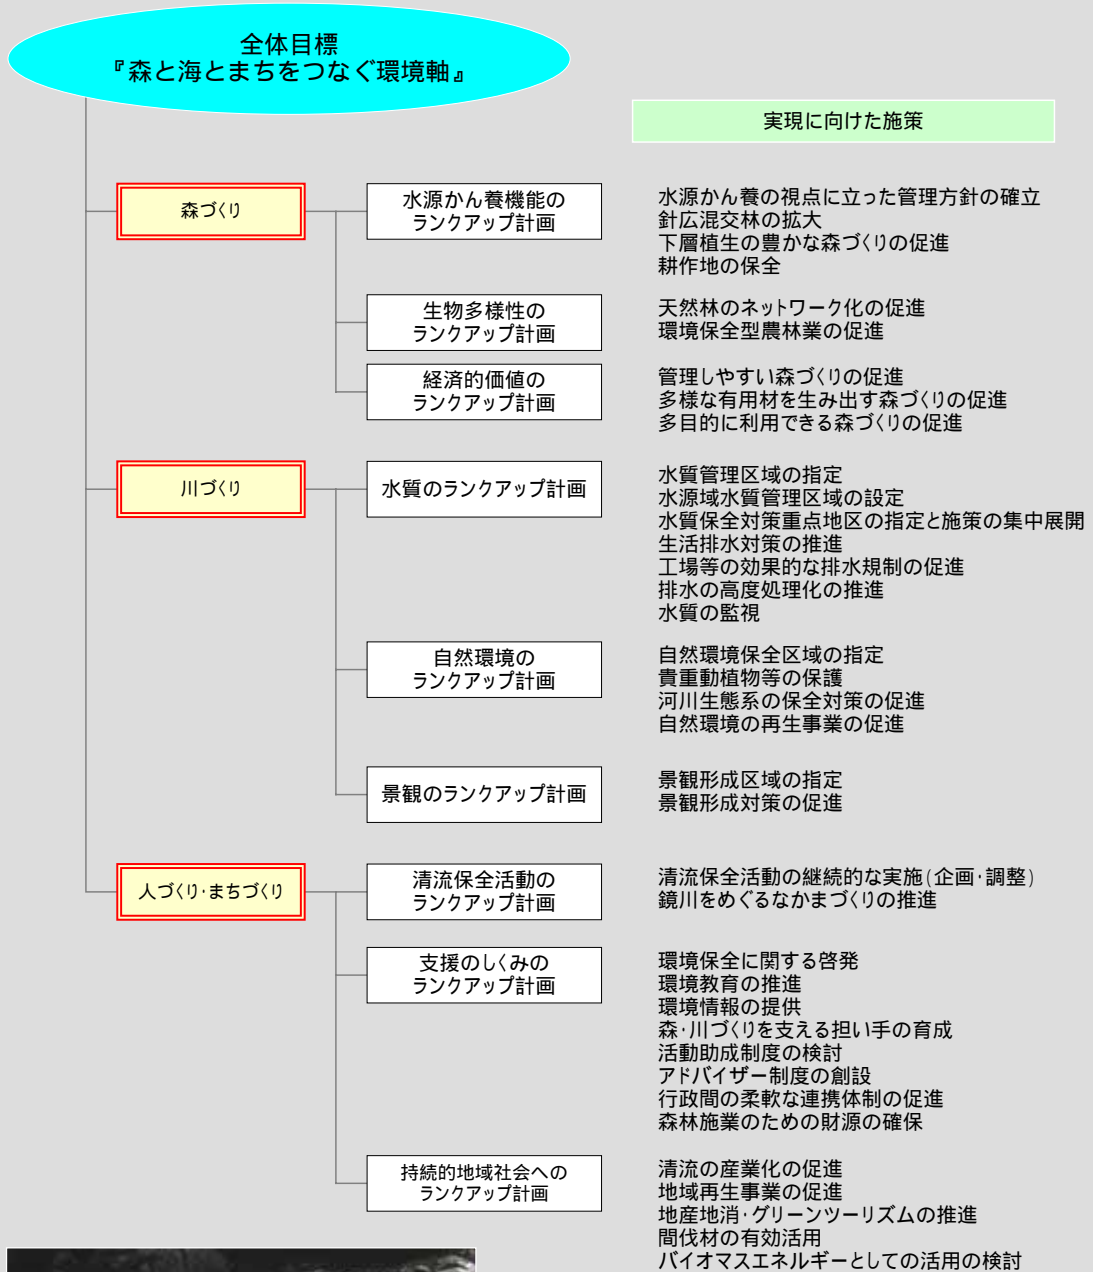 全体目標
『森と海とまちをつなぐ環境軸』
実現に向けた施策
森づくり
水源かん養機能の
ランクアップ計画
水源かん養の視点に立った管理方針の確立
針広混交林の拡大
下層植生の豊かな森づくりの促進
耕作地の保全
生物多様性の
ランクアップ計画
天然林のネットワーク化の促進
環境保全型農林業の促進
経済的価値の
ランクアップ計画
管理しやすい森づくりの促進
多様な有用材を生み出す森づくりの促進
多目的に利用できる森づくりの促進
川づくり
水質のランクアップ計画
水質管理区域の指定
水源域水質管理区域の設定
水質保全対策重点地区の指定と施策の集中展開
生活排水対策の推進
工場等の効果的な排水規制の促進
排水の高度処理化の推進
水質の監視
自然環境の
ランクアップ計画
自然環境保全区域の指定
貴重動植物等の保護
河川生態系の保全対策の促進
自然環境の再生事業の促進
景観のランクアップ計画
景観形成区域の指定
景観形成対策の促進
人づくり・まちづくり
清流保全活動の
ランクアップ計画
清流保全活動の継続的な実施(企画・調整)
鏡川をめぐるなかまづくりの推進
支援のしくみの
ランクアップ計画
環境保全に関する啓発
環境教育の推進
環境情報の提供
森・川づくりを支える担い手の育成
活動助成制度の検討
アドバイザー制度の創設
行政間の柔軟な連携体制の促進
森林施業のための財源の確保
持続的地域社会への
ランクアップ計画
清流の産業化の促進
地域再生事業の促進
地産地消・グリーンツーリズムの推進
間伐材の有効活用
バイオマスエネルギーとしての活用の検討